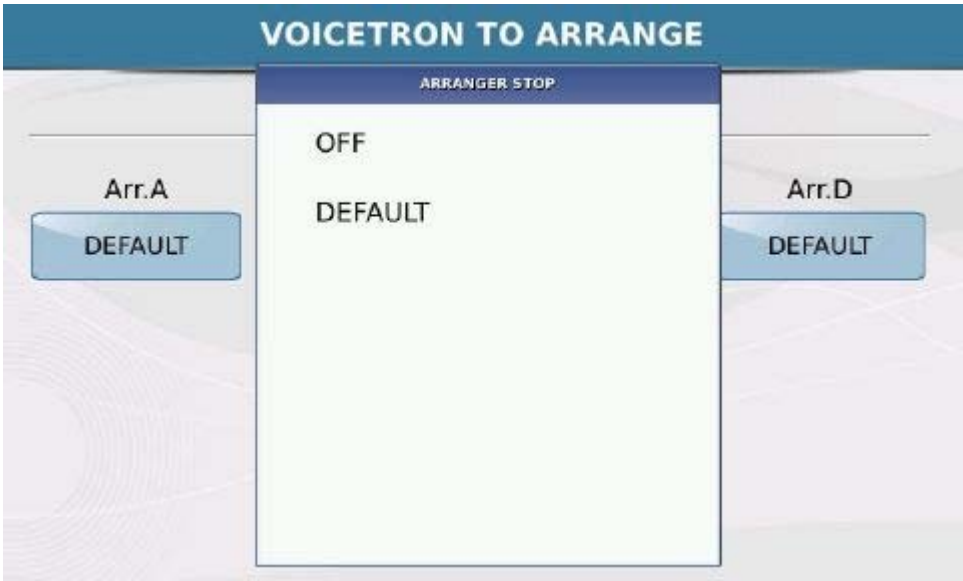 VOICETRON TO ARRANGE
ARRANGER STOP
OFF
DEFAULT
Arr.A
DEFAULT
Arr.D
DEFAULT